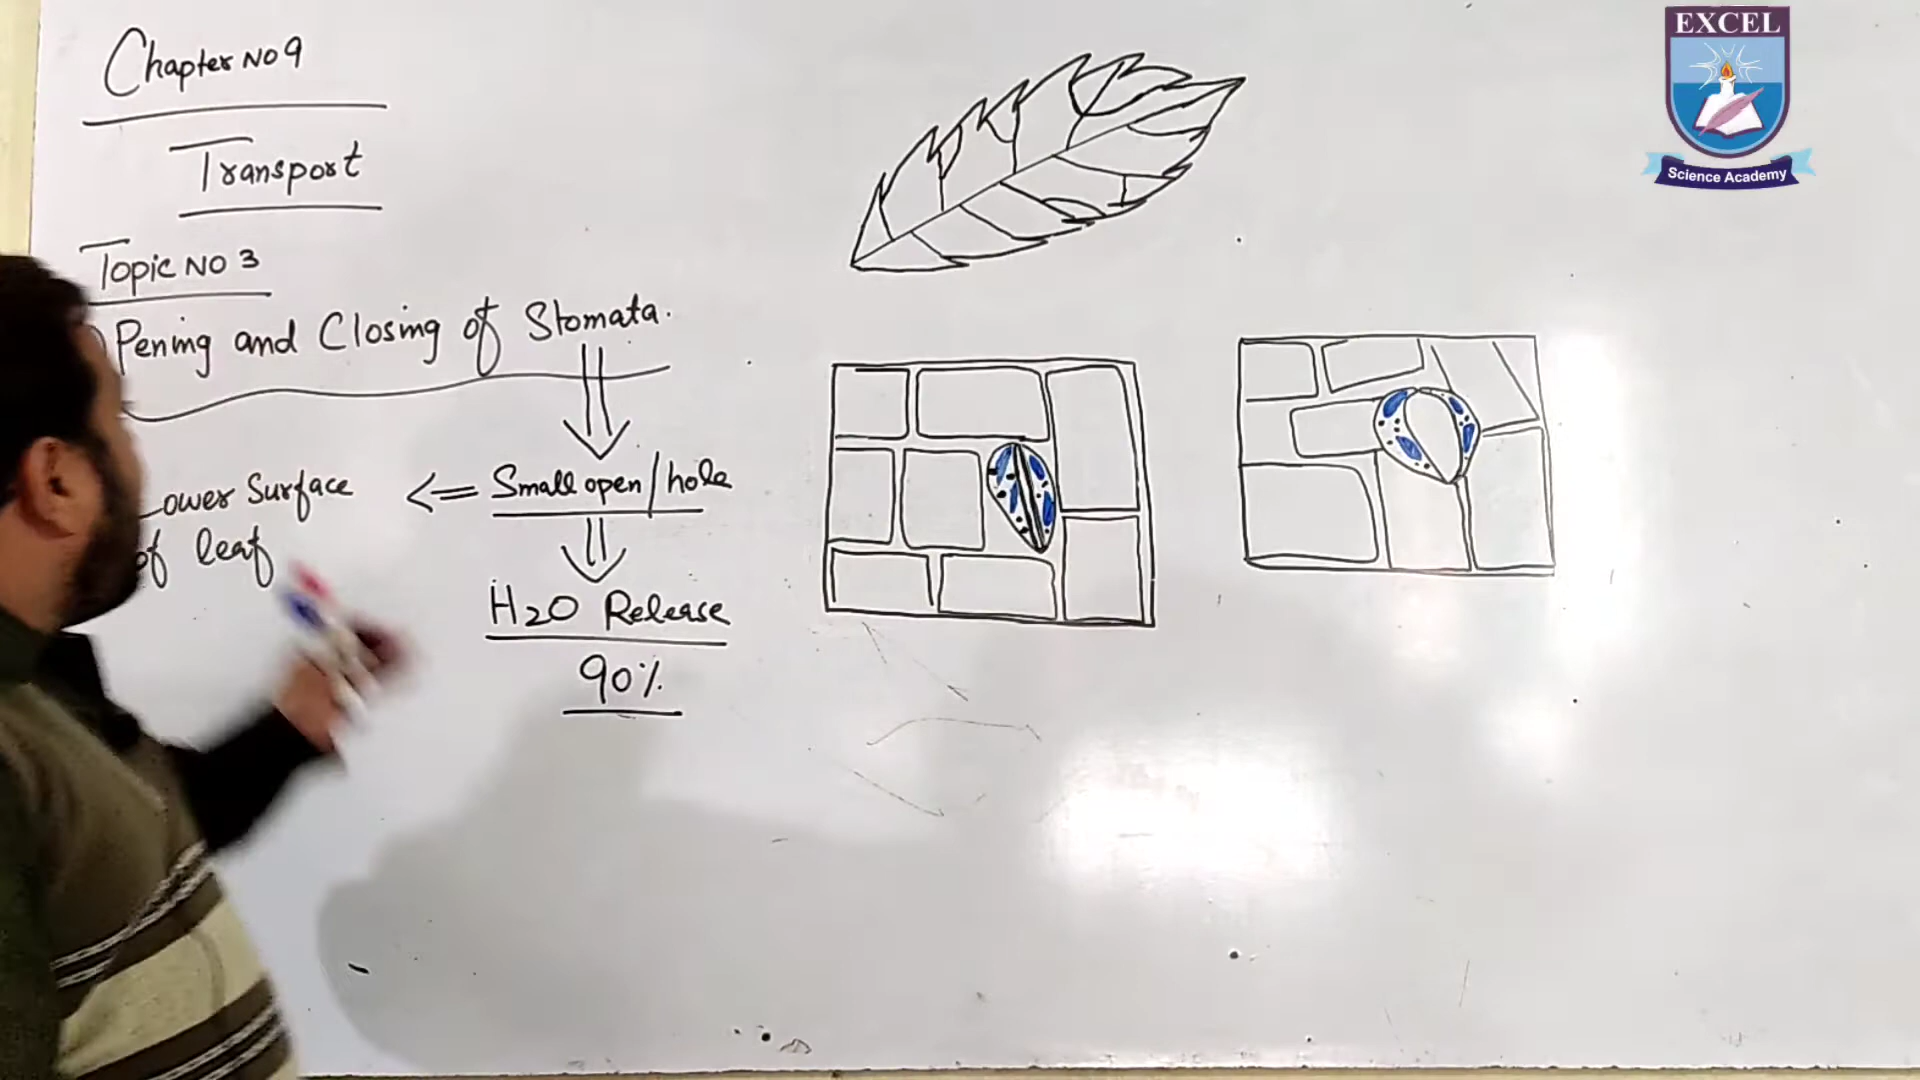 Chapter No 9
Transport
Topic No 3
Pening and Closing of Stomata.
Small open/hole
Lower Surface
of leaf
H2O Release
90%
EXCEL
Science Academy